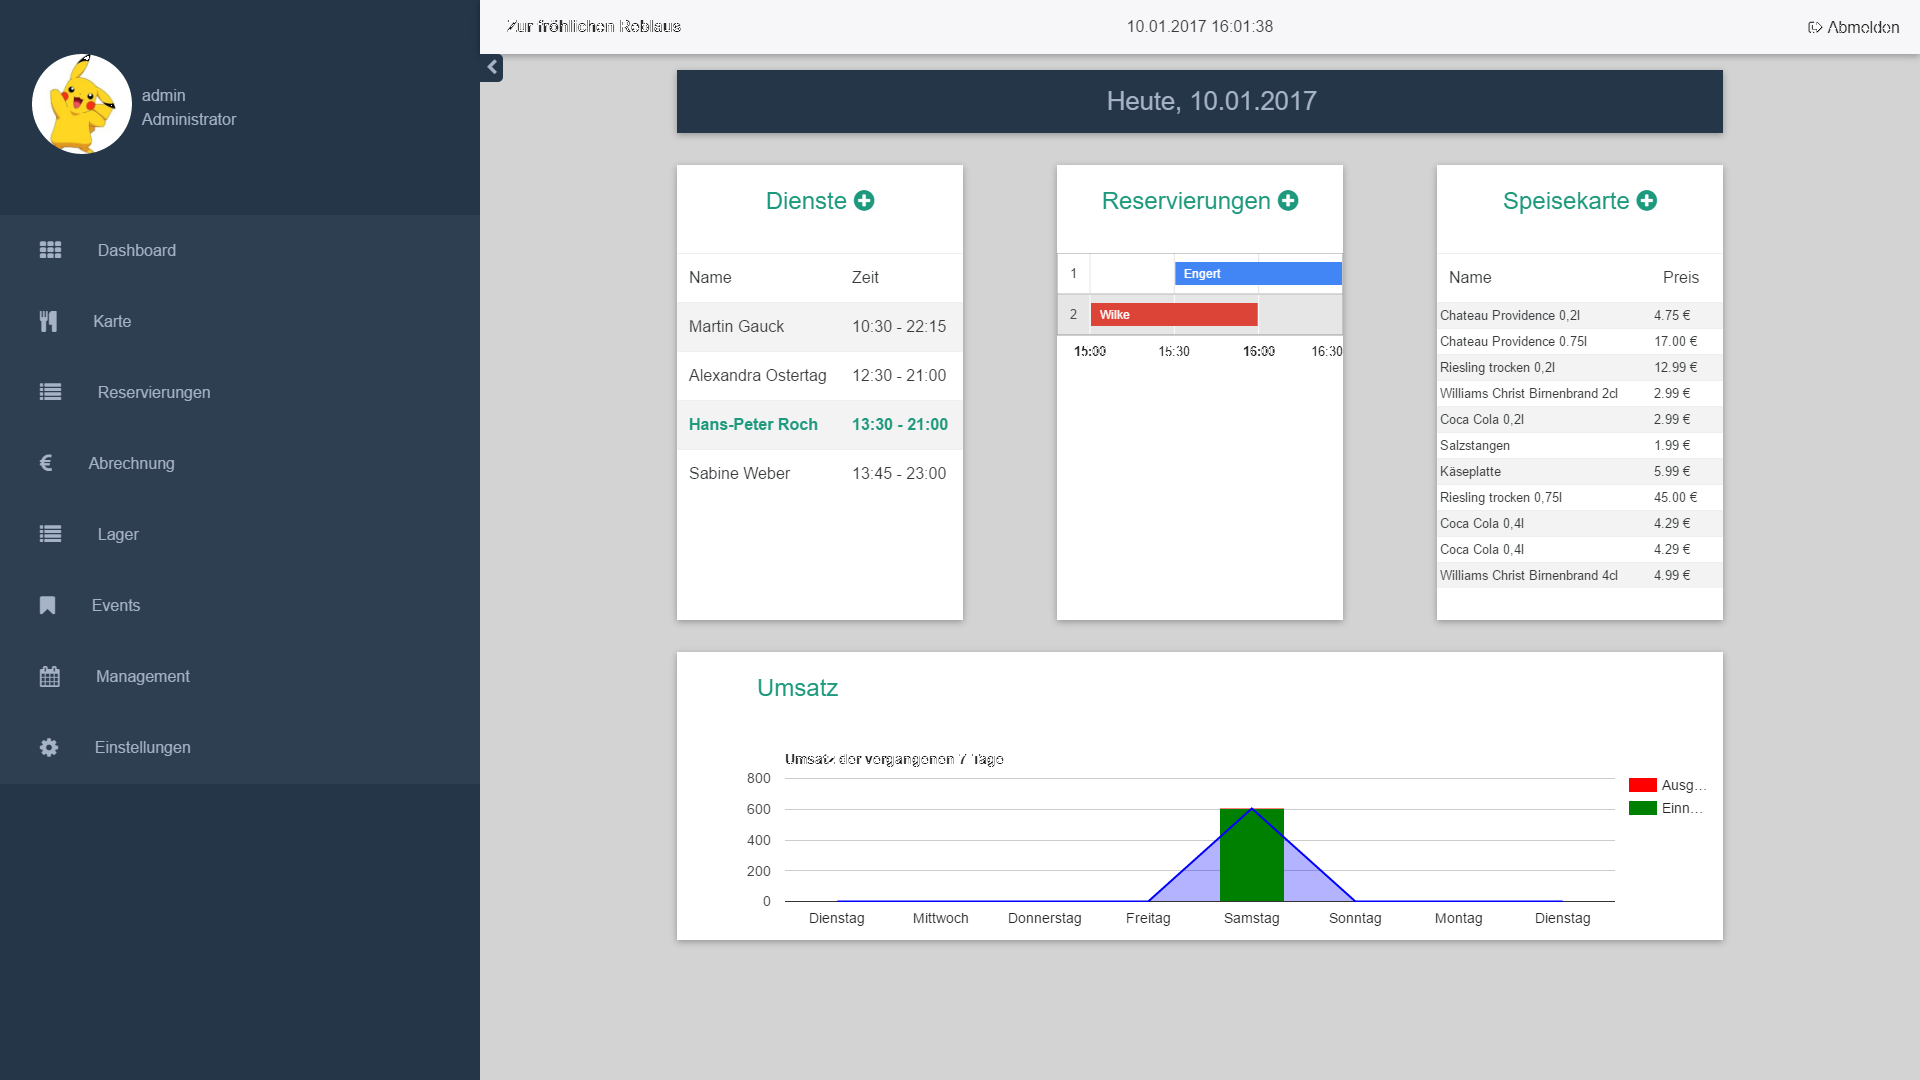 Zur fröhlichen Reblaus
10.01.2017 16:01:38
Abmelden
admin
Administrator
Dashboard
Karte
Reservierungen
Abrechnung
Lager
Events
Management
Einstellungen
Heute, 10.01.2017
Dienste
Name Zeit
Martin Gauck 10:30 - 22:15
Alexandra Ostertag 12:30 - 21:00
Hans-Peter Roch 13:30 - 21:00
Sabine Weber 13:45 - 23:00
Reservierungen
1 Engert
2 Wilke
15:00 15:30 16:00 16:30
Speisekarte
Name Preis
Chateau Providence 0,2l 4.75 €
Chateau Providence 0.75l 17.00 €
Riesling trocken 0,2l 12.99 €
Williams Christ Birnenbrand 2cl 2.99 €
Coca Cola 0,2l 2.99 €
Salzstangen 1.99 €
Käseplatte 5.99 €
Riesling trocken 0,75l 45.00 €
Coca Cola 0,4l 4.29 €
Coca Cola 0,4l 4.29 €
Williams Christ Birnenbrand 4cl 4.99 €
Umsatz
Umsatz der vergangenen 7 Tage
800
600
400
200
0
Dienstag Mittwoch Donnerstag Freitag Samstag Sonntag Montag Dienstag
Ausg…
Einn…